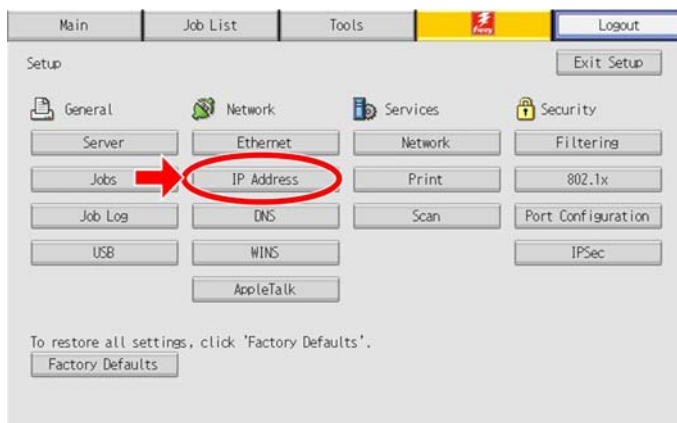 Main Job List Tools Fiery Logout
Setup Exit Setup
General Network Services Security
Server Ethernet Network Filtering
Jobs IP Address Print 802.1x
Job Log DNS Scan Port Configuration
USB WINS IPSec
AppleTalk
To restore all settings, click 'Factory Defaults'.
Factory Defaults